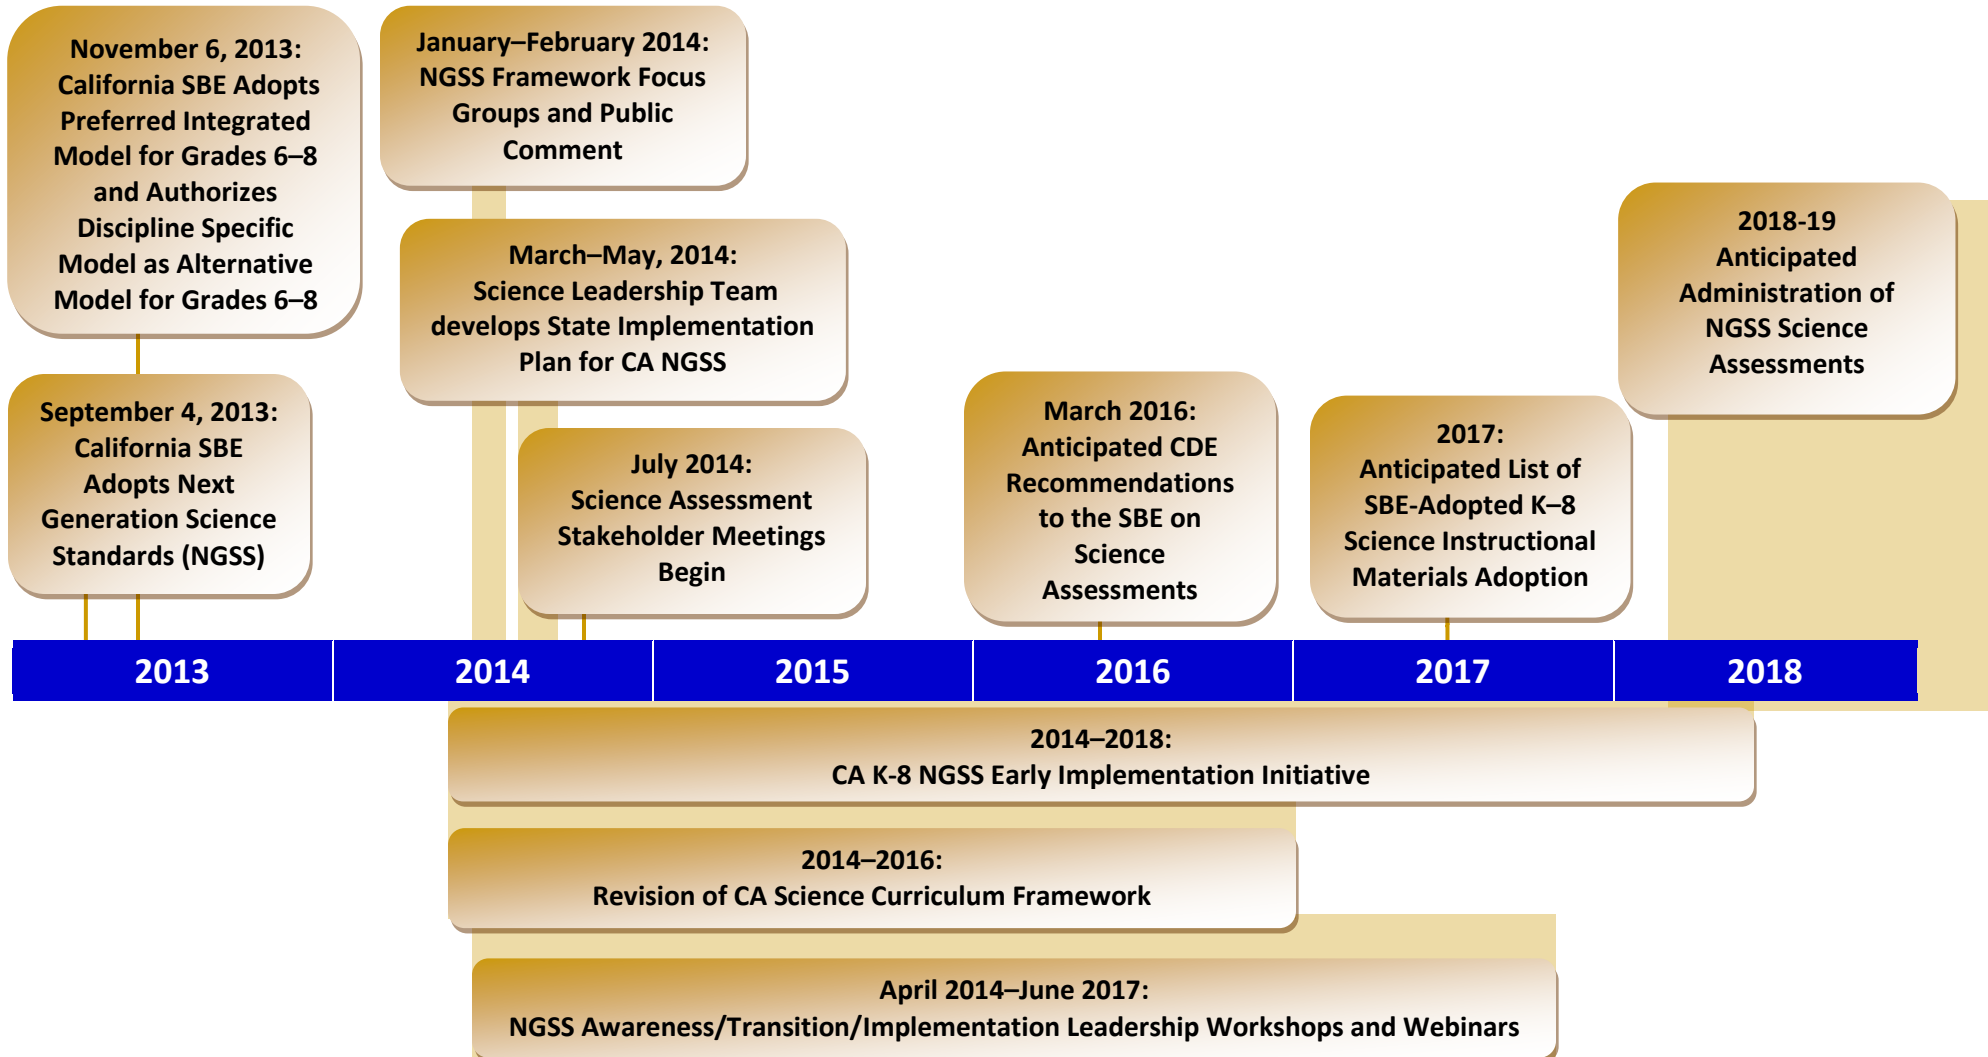 November 6, 2013:
California SBE Adopts
Preferred Integrated
Model for Grades 6–8
and Authorizes
Discipline Specific
Model as Alternative
Model for Grades 6–8
January–February 2014:
NGSS Framework Focus
Groups and Public
Comment
March–May, 2014:
Science Leadership Team
develops State Implementation
Plan for CA NGSS
2018-19
Anticipated
Administration of
NGSS Science
Assessments
September 4, 2013:
California SBE
Adopts Next
Generation Science
Standards (NGSS)
July 2014:
Science Assessment
Stakeholder Meetings
Begin
March 2016:
Anticipated CDE
Recommendations
to the SBE on
Science
Assessments
2017:
Anticipated List of
SBE-Adopted K–8
Science Instructional
Materials Adoption
2013
2014
2015
2016
2017
2018
2014–2018:
CA K-8 NGSS Early Implementation Initiative
2014–2016:
Revision of CA Science Curriculum Framework
April 2014–June 2017:
NGSS Awareness/Transition/Implementation Leadership Workshops and Webinars